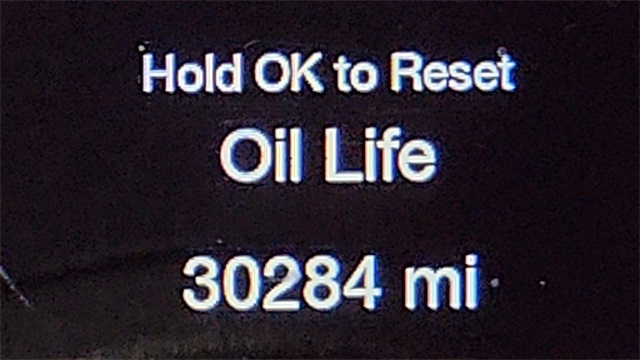 Hold OK to Reset
Oil Life
30284 mi